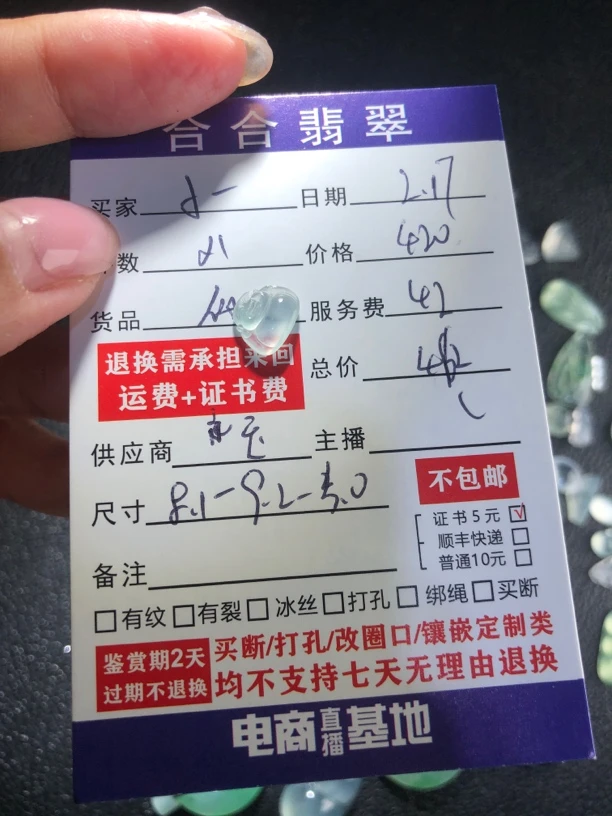 合合翡翠
买家 日期 2.17
数 x1 价格 420
货品 服务费 42
退换需承担来回
运费+证书费
总价 462
供应商 主播
尺寸 8.1-9.2-5.0
不包邮
证书5元 ☑
顺丰快递 □
普通10元 □
备注
□有纹 □有裂 □冰丝 □打孔 □绑绳 □买断
鉴赏期2天
过期不退换
买断/打孔/改圈口/镶嵌定制类
均不支持七天无理由退换
电商直播基地